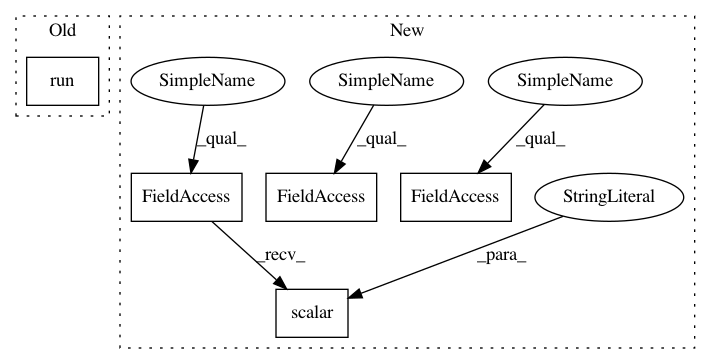 Old
New
run
SimpleName
SimpleName
SimpleName
_qual_
_qual_
_qual_
FieldAccess
FieldAccess
FieldAccess
StringLiteral
_recv_
_para_
scalar